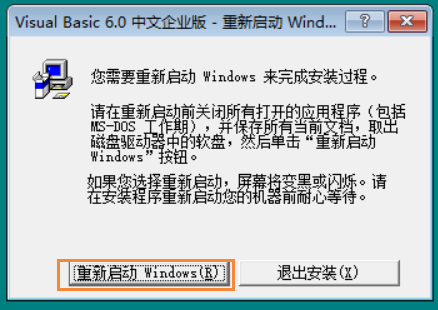 Visual Basic 6.0 中文企业版 - 重新启动 Wind...
您需要重新启动 Windows 来完成安装过程。
请在重新启动前关闭所有打开的应用程序（包括
MS-DOS 工作期），并保存所有当前文档，取出
磁盘驱动器中的软盘，然后单击“重新启动
Windows”按钮。
如果您选择重新启动，屏幕将变黑或闪烁。请
在安装程序重新启动您的机器前耐心等待。
重新启动 Windows(R)
退出安装(X)